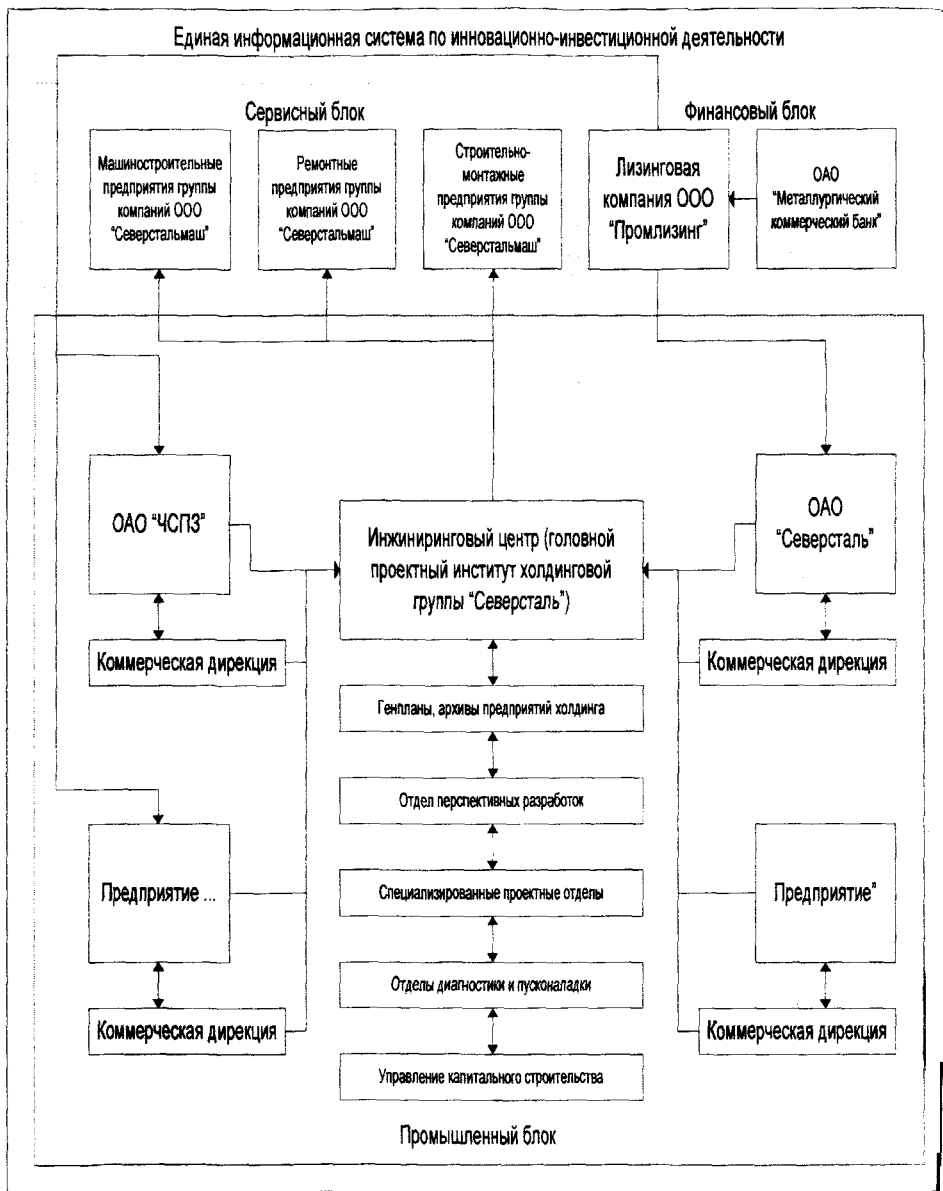 Единая информационная система по инновационно-инвестиционной деятельности
Сервисный блок
Финансовый блок
Машиностроительные
предприятия группы
компаний ООО
"Северстальмаш"
Ремонтные
предприятия группы
компаний ООО
"Северстальмаш"
Строительно-
монтажные
предприятия группы
компаний ООО
"Северстальмаш"
Лизинговая
компания ООО
"Промлизинг"
ОАО
"Металлургический
коммерческий банк"
ОАО "ЧСПЗ"
Инжиниринговый центр (головной
проектный институт холдинговой
группы "Северсталь")
ОАО
"Северсталь"
Коммерческая дирекция
Коммерческая дирекция
Генпланы, архивы предприятий холдинга
Отдел перспективных разработок
Предприятие ...
Специализированные проектные отделы
Предприятие"
Отделы диагностики и пусконаладки
Коммерческая дирекция
Коммерческая дирекция
Управление капитального строительства
Промышленный блок